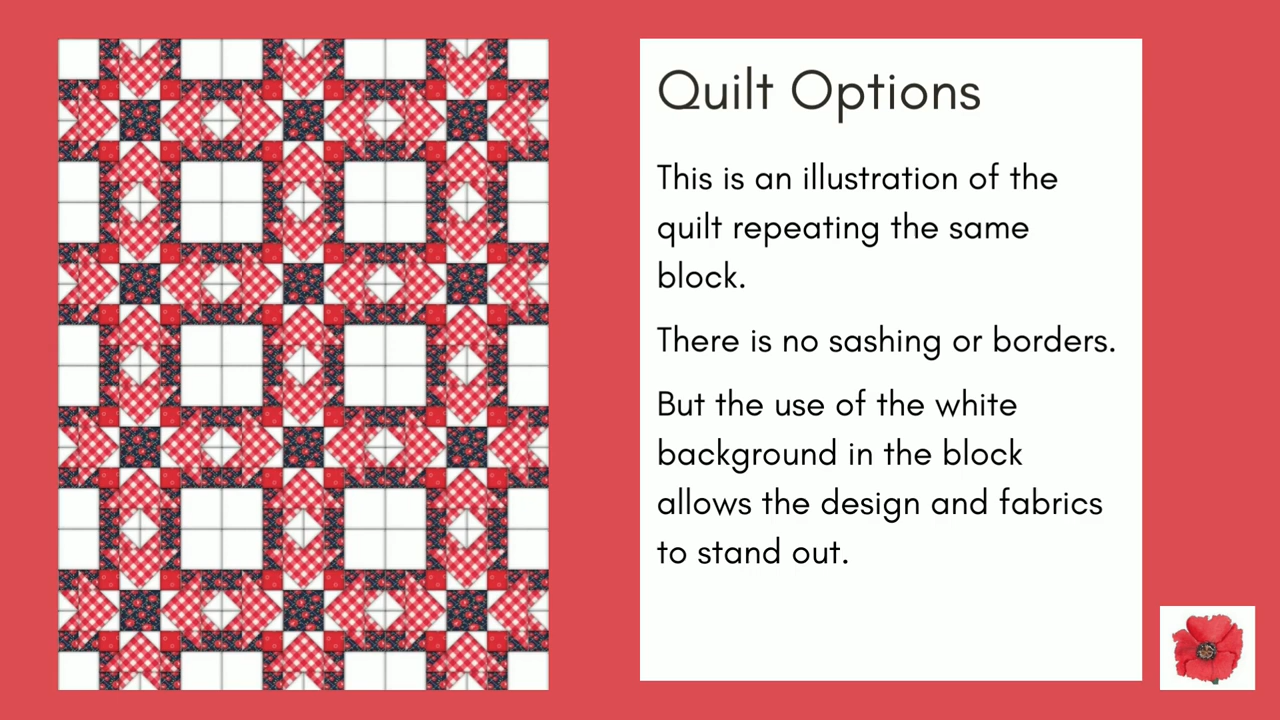 Quilt Options
This is an illustration of the
quilt repeating the same
block.
There is no sashing or borders.
But the use of the white
background in the block
allows the design and fabrics
to stand out.